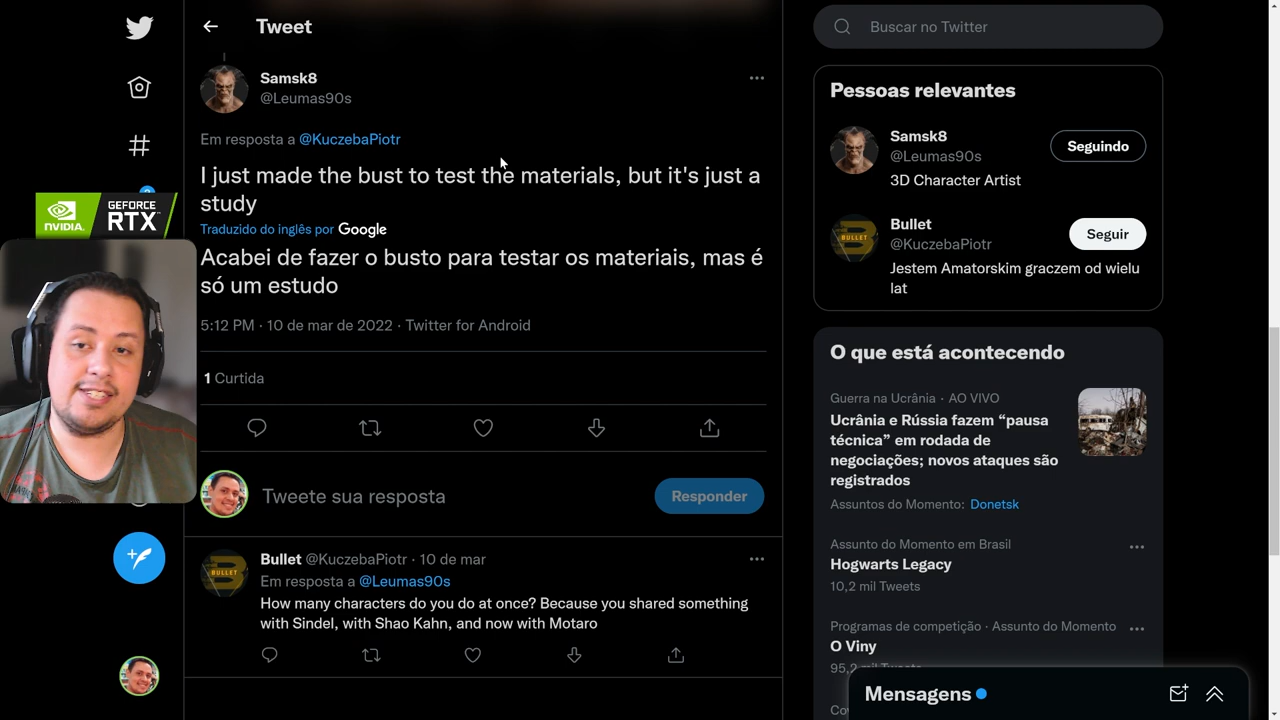 Tweet
Samsk8
@Leumas90s
Em resposta a @KuczebaPiotr
I just made the bust to test the materials, but it's just a
study
Traduzido do inglês por Google
Acabei de fazer o busto para testar os materiais, mas é
só um estudo
5:12 PM · 10 de mar de 2022 · Twitter for Android
1 Curtida
Tweete sua resposta
Responder
Bullet @KuczebaPiotr · 10 de mar
Em resposta a @Leumas90s
How many characters do you do at once? Because you shared something
with Sindel, with Shao Kahn, and now with Motaro
NVIDIA.
GEFORCE
RTX
BULLET
Buscar no Twitter
Pessoas relevantes
Samsk8
@Leumas90s
Seguindo
3D Character Artist
Bullet
@KuczebaPiotr
Seguir
Jestem Amatorskim graczem od wielu
lat
BULLET
O que está acontecendo
Guerra na Ucrânia · AO VIVO
Ucrânia e Rússia fazem “pausa
técnica” em rodada de
negociações; novos ataques são
registrados
Assuntos do Momento: Donetsk
Assunto do Momento em Brasil
Hogwarts Legacy
10,2 mil Tweets
Programas de competição · Assunto do Momento
O Viny
Mensagens